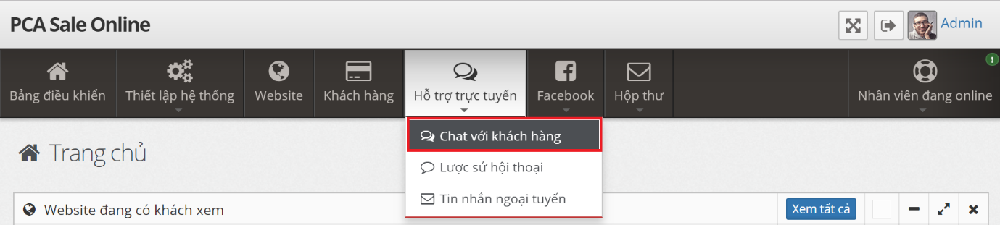 PCA Sale Online
Admin
Bảng điều khiển
Thiết lập hệ thống
Website
Khách hàng
Hỗ trợ trực tuyến
Facebook
Hộp thư
Nhân viên đang online
Chat với khách hàng
Trang chủ
Lược sử hội thoại
Tin nhắn ngoại tuyến
Website đang có khách xem
Xem tất cả